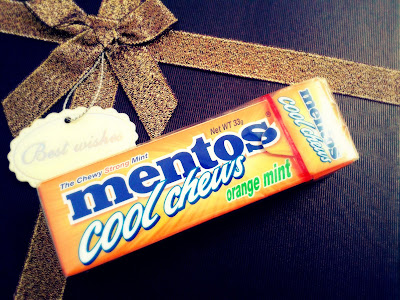 Best wishes
The Chewy Strong Mint
Net WT 33g
mentos
cool chews
orange mint
mentos
cool chews